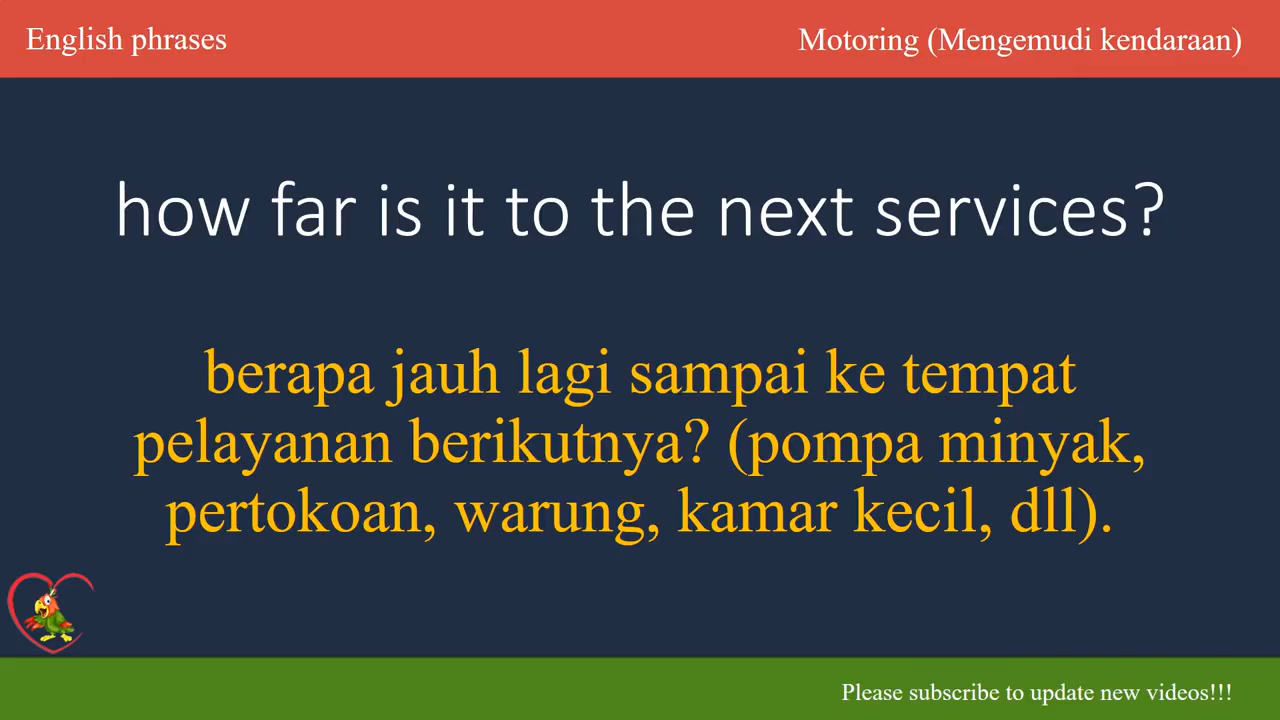 English phrases
Motoring (Mengemudi kendaraan)
how far is it to the next services?
berapa jauh lagi sampai ke tempat
pelayanan berikutnya? (pompa minyak,
pertokoan, warung, kamar kecil, dll).
Please subscribe to update new videos!!!